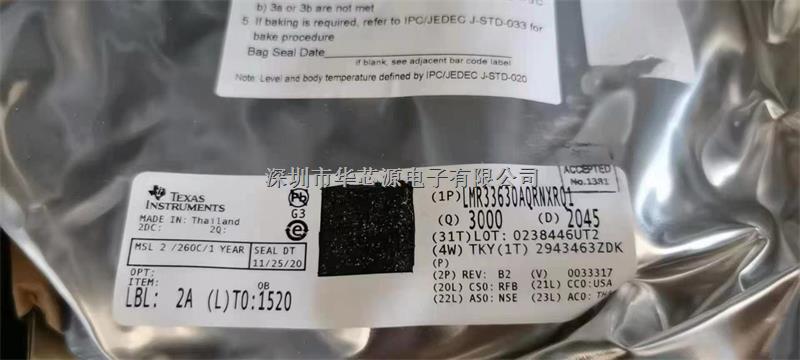 b) 3a or 3b are not met
5. If baking is required, refer to IPC/JEDEC J-STD-033 for
bake procedure
Bag Seal Date
if blank, see adjacent bar code label
Note: Level and body temperature defined by IPC/JEDEC J-STD-020
深圳市华芯源电子有限公司
TEXAS
INSTRUMENTS
MADE IN: Thailand
2DC: 2Q:
MSL 2 /260C/1 YEAR
SEAL DT
11/25/20
OPT:
ITEM:
LBL: 2A (L)TO:1520
0B
Pb
G3
ACCEPTED
No.1391
(1P) LMR33630AQRNXRQ1
(Q) 3000 (D) 2045
(31T)LOT: 0238446UT2
(4W) TKY(1T) 2943463ZDK
(P)
(2P) REV: B2 (V) 0033317
(20L) CSO: RFB (21L) CCO:USA
(22L) ASO: NSE (23L) ACO: